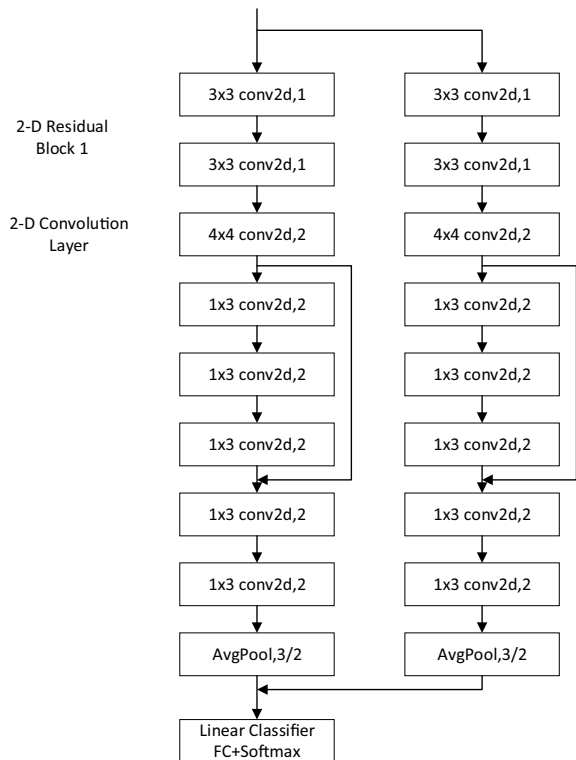 3x3 conv2d,1
3x3 conv2d,1
2-D Residual
Block 1
3x3 conv2d,1
3x3 conv2d,1
2-D Convolution
Layer
4x4 conv2d,2
4x4 conv2d,2
1x3 conv2d,2
1x3 conv2d,2
1x3 conv2d,2
1x3 conv2d,2
1x3 conv2d,2
1x3 conv2d,2
1x3 conv2d,2
1x3 conv2d,2
1x3 conv2d,2
1x3 conv2d,2
AvgPool,3/2
AvgPool,3/2
Linear Classifier
FC+Softmax